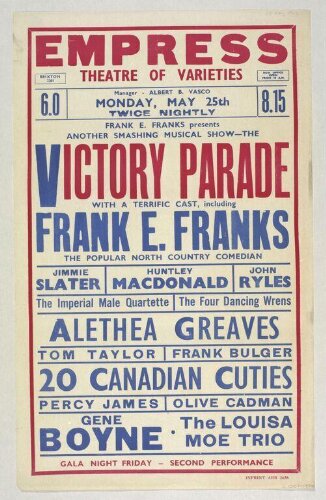 EMPRESS
THEATRE OF VARIETIES
BRIXTON
Manager - ALBERT B. VASCO
6.0 MONDAY, MAY 25th 8.15
TWICE NIGHTLY
FRANK E. FRANKS presents
ANOTHER SMASHING MUSICAL SHOW—THE
VICTORY PARADE
WITH A TERRIFIC CAST, including
FRANK E. FRANKS
THE POPULAR NORTH COUNTRY COMEDIAN
JIMMIE SLATER
HUNTLEY MACDONALD
JOHN RYLES
The Imperial Male Quartette The Four Dancing Wrens
ALETHEA GREAVES
TOM TAYLOR FRANK BULGER
20 CANADIAN CUTIES
PERCY JAMES OLIVE CADMAN
GENE BOYNE · The LOUISA MOE TRIO
GALA NIGHT FRIDAY - SECOND PERFORMANCE